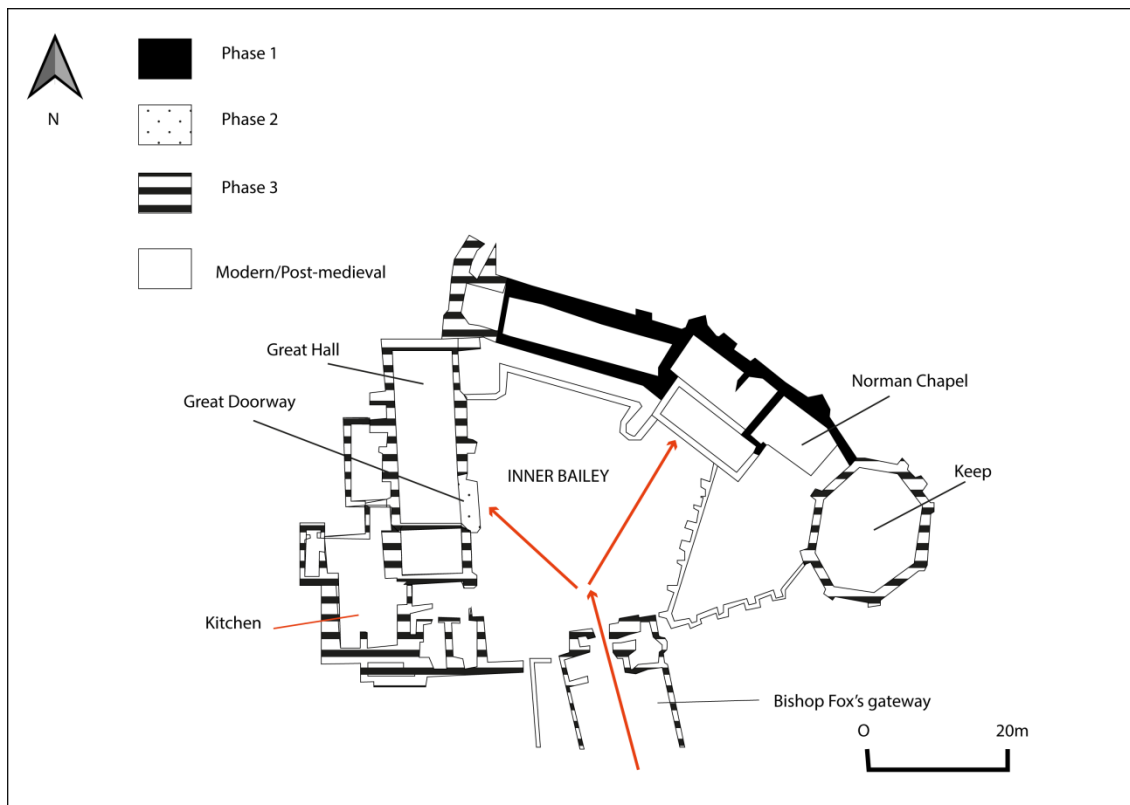 N
Phase 1
Phase 2
Phase 3
Modern/Post-medieval
Great Hall
Great Doorway
Norman Chapel
INNER BAILEY
Keep
Kitchen
Bishop Fox's gateway
O 20m